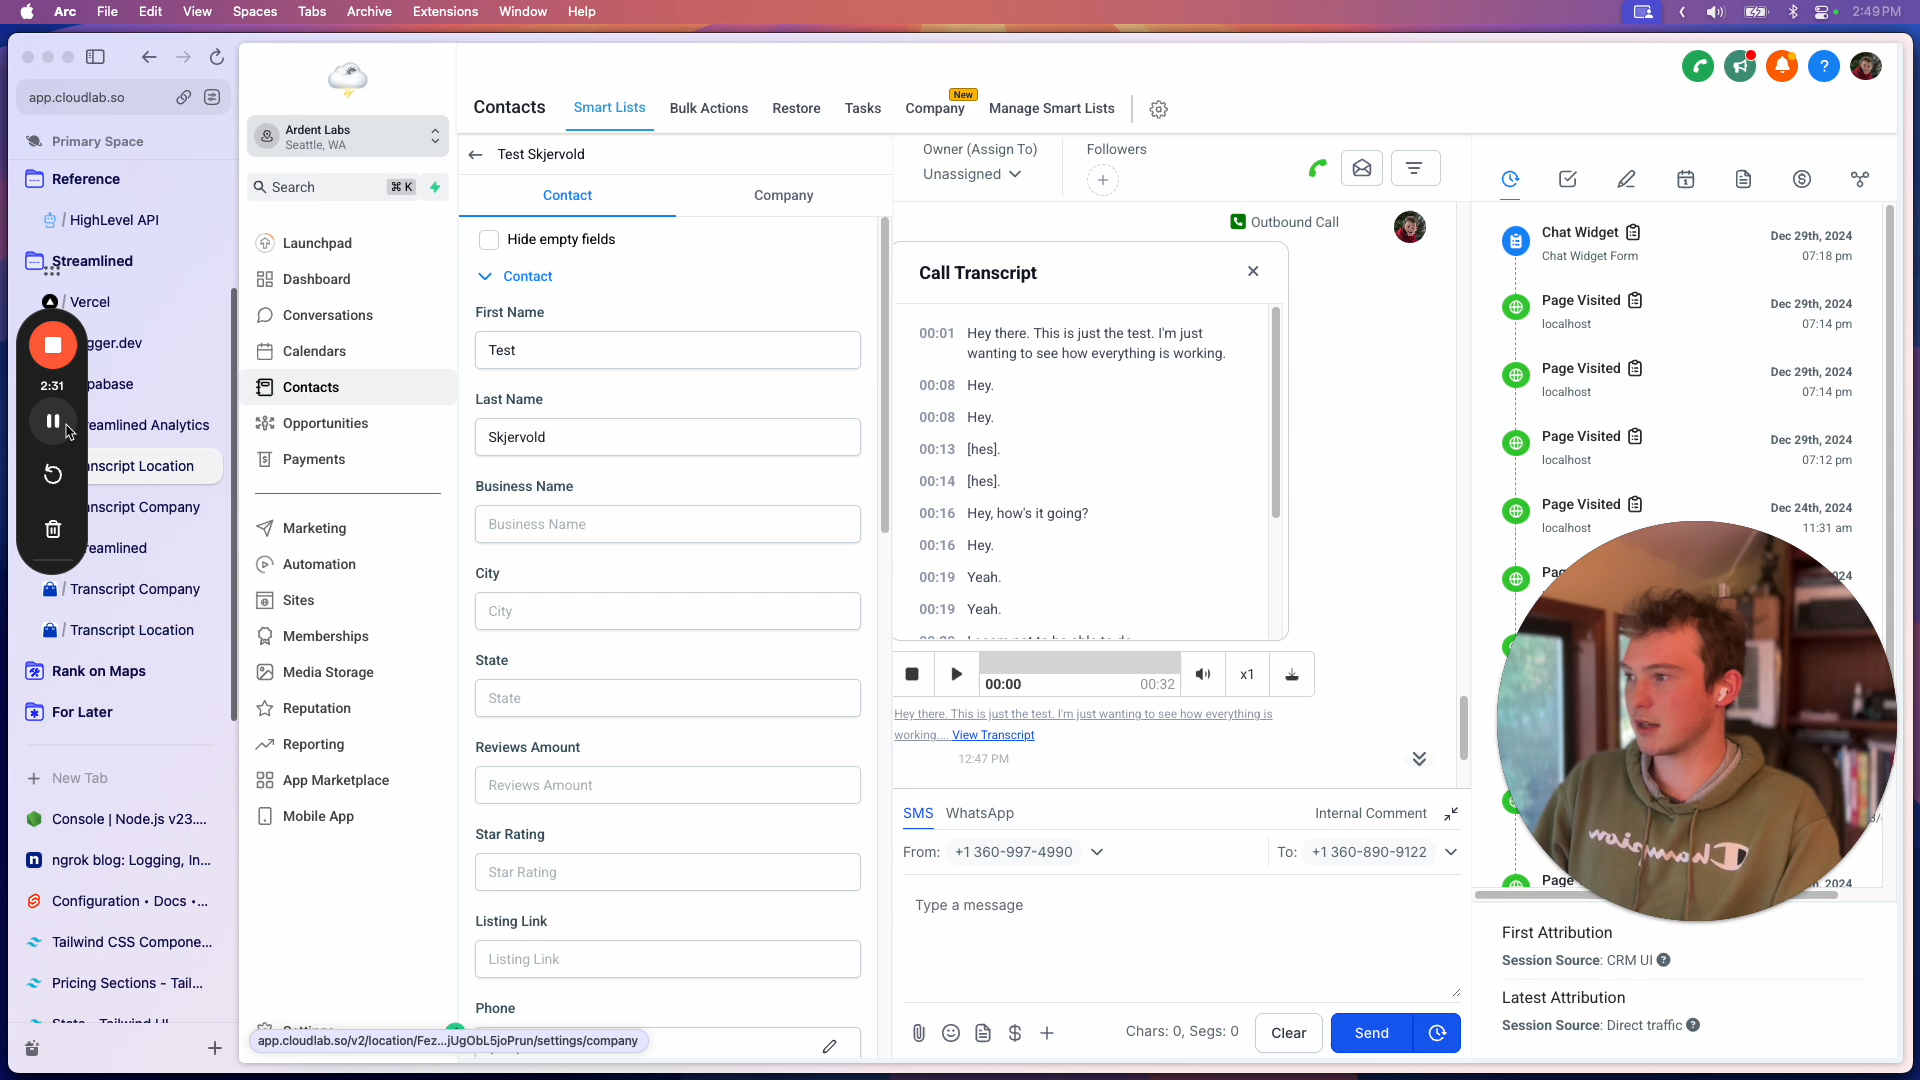 Arc File Edit View Spaces Tabs Archive Extensions Window Help
2:49 PM
app.cloudlab.so
Primary Space
Reference
/ HighLevel API
Streamlined
/ Vercel
gger.dev
pabase
reamlined Analytics
nscript Location
nscript Company
reamlined
/ Transcript Company
/ Transcript Location
Rank on Maps
For Later
New Tab
Console | Node.js v23....
ngrok blog: Logging, In...
Configuration • Docs •...
Tailwind CSS Compone...
Pricing Sections - Tail...
2:31
Ardent Labs
Seattle, WA
Search ⌘ K
Launchpad
Dashboard
Conversations
Calendars
Contacts
Opportunities
Payments
Marketing
Automation
Sites
Memberships
Media Storage
Reputation
Reporting
App Marketplace
Mobile App
app.cloudlab.so/v2/location/Fez...jUgObL5joPrun/settings/company
Contacts Smart Lists Bulk Actions Restore Tasks Company New Manage Smart Lists
Test Skjervold
Contact Company
Hide empty fields
Contact
First Name
Test
Last Name
Skjervold
Business Name
Business Name
City
City
State
State
Reviews Amount
Reviews Amount
Star Rating
Star Rating
Listing Link
Listing Link
Phone
Owner (Assign To)
Unassigned
Followers
Outbound Call
Call Transcript
00:01 Hey there. This is just the test. I'm just
wanting to see how everything is working.
00:08 Hey.
00:08 Hey.
00:13 [hes].
00:14 [hes].
00:16 Hey, how's it going?
00:16 Hey.
00:19 Yeah.
00:19 Yeah.
00:00 00:32 x1
Hey there. This is just the test. I'm just wanting to see how everything is
working.... View Transcript
12:47 PM
SMS WhatsApp Internal Comment
From: +1 360-997-4990 To: +1 360-890-9122
Type a message
Chars: 0, Segs: 0 Clear Send
Chat Widget Dec 29th, 2024
Chat Widget Form 07:18 pm
Page Visited Dec 29th, 2024
localhost 07:14 pm
Page Visited Dec 29th, 2024
localhost 07:14 pm
Page Visited Dec 29th, 2024
localhost 07:12 pm
Page Visited Dec 24th, 2024
localhost 11:31 am
Pag
Page 2024
Champion
First Attribution
Session Source: CRM UI
Latest Attribution
Session Source: Direct traffic